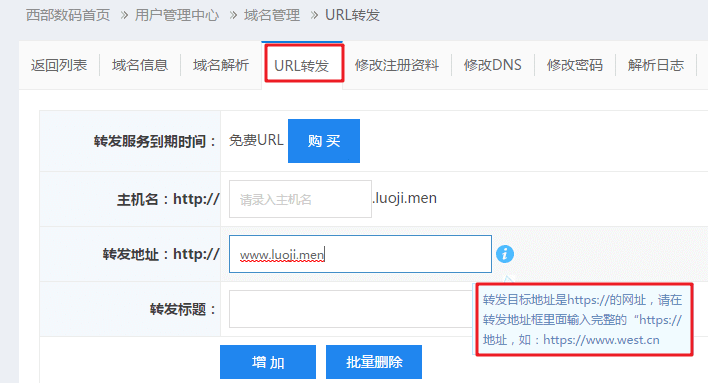 西部数码首页 » 用户管理中心 » 域名管理 » URL转发
返回列表 域名信息 域名解析 URL转发 修改注册资料 修改DNS 修改密码 解析日志
转发服务到期时间： 免费URL 购 买
主机名：http:// 请录入主机名 .luoji.men
转发地址：http:// www.luoji.men
转发目标地址是https://的网址，请在
转发地址框里面输入完整的“https://
地址，如：https://www.west.cn
转发标题：
增 加 批量删除